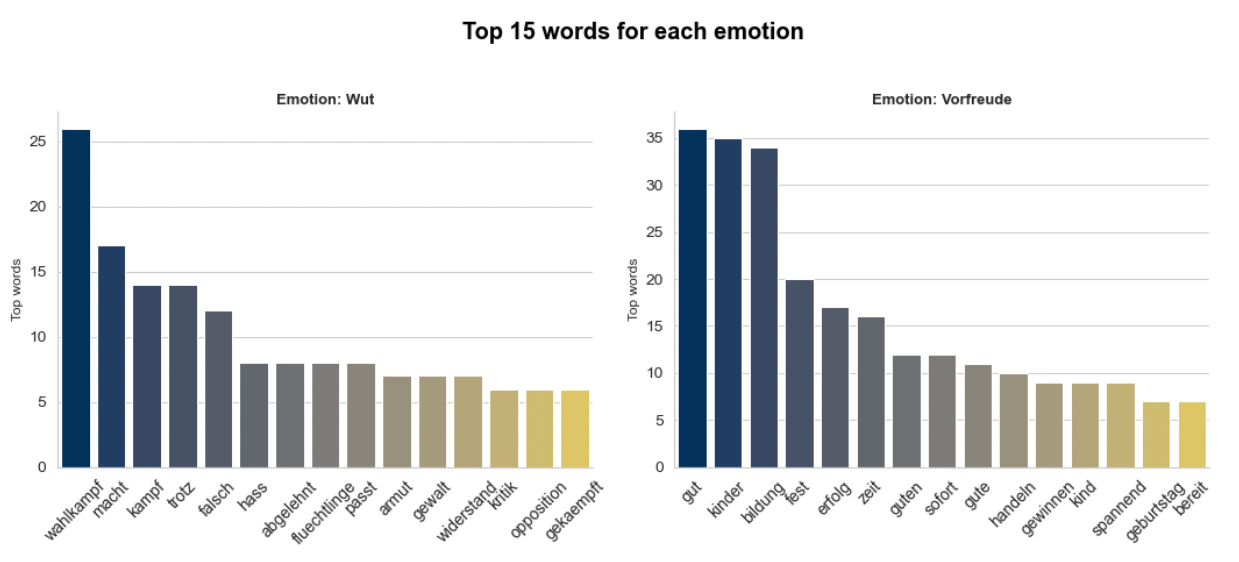 Top 15 words for each emotion
Emotion: Wut
Top words
25
20
15
10
5
0
wahlkampf
macht
kampf
trotz
falsch
hass
abgelehnt
fluechtlinge
passt
armut
gewalt
widerstand
kritik
opposition
gekaempft
Emotion: Vorfreude
Top words
35
30
25
20
15
10
5
0
gut
kinder
bildung
fest
erfolg
zeit
guten
sofort
gute
handeln
gewinnen
kind
spannend
geburtstag
bereit